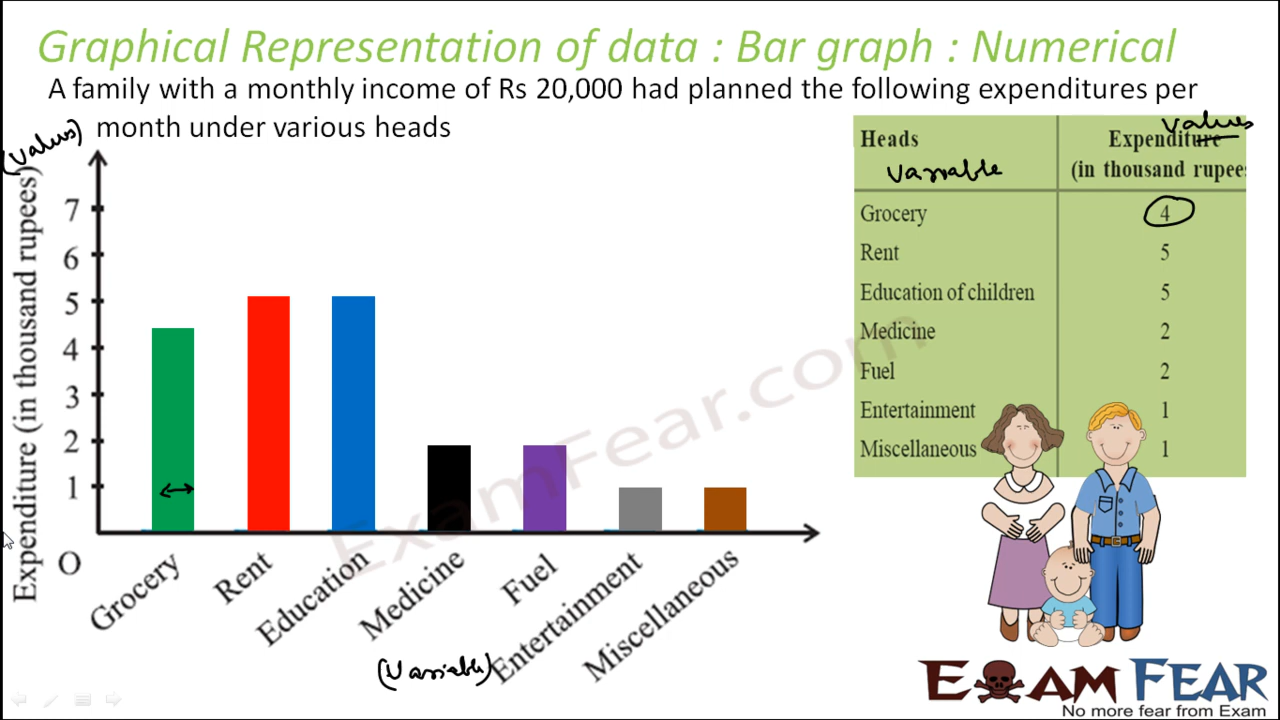 Graphical Representation of data : Bar graph : Numerical
A family with a monthly income of Rs 20,000 had planned the following expenditures per
month under various heads
(Values)
Expenditure (in thousand rupees)
7
6
5
4
3
2
1
O
Grocery
Rent
Education
Medicine
Fuel
Entertainment
Miscellaneous
(Variable)
values
Heads Expenditure
Variable (in thousand rupee
Grocery 4
Rent 5
Education of children 5
Medicine 2
Fuel 2
Entertainment 1
Miscellaneous 1
ExamFear.com
EXAM FEAR
No more fear from Exam